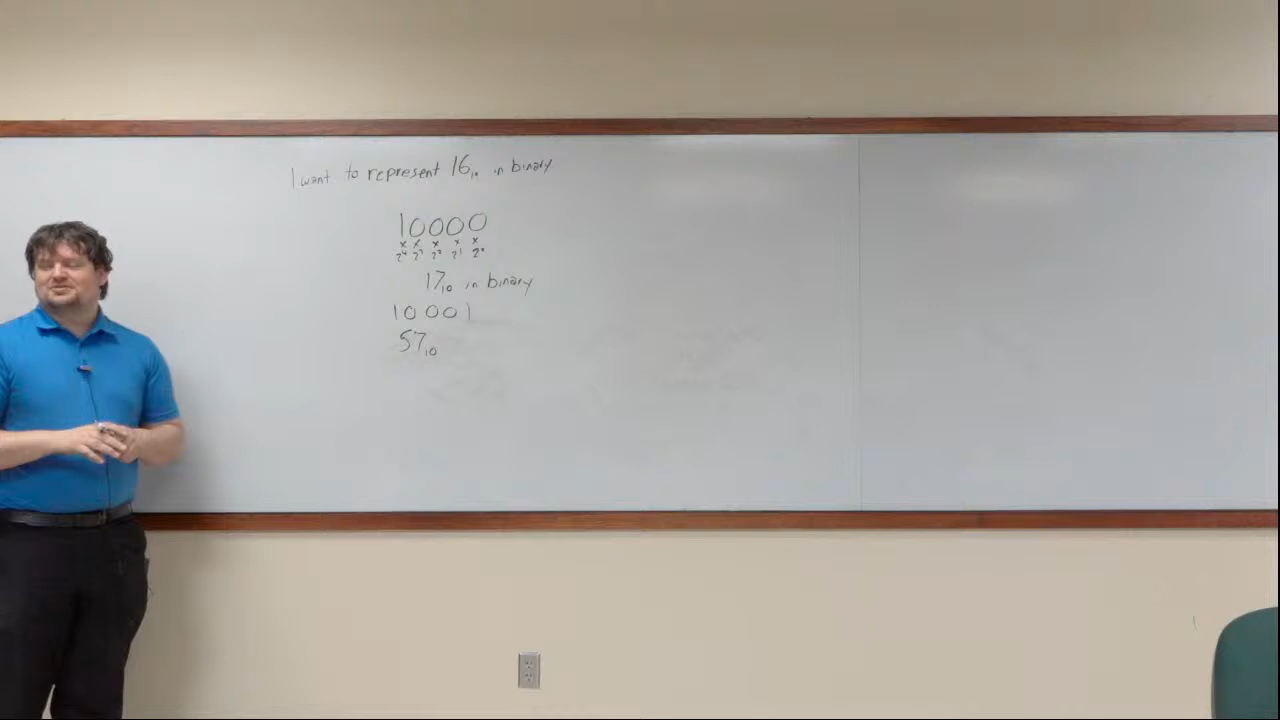 I want to represent 16₁₀ in binary
10000
x x x x x
2⁴ 2³ 2² 2¹ 2⁰
17₁₀ in binary
10001
57₁₀